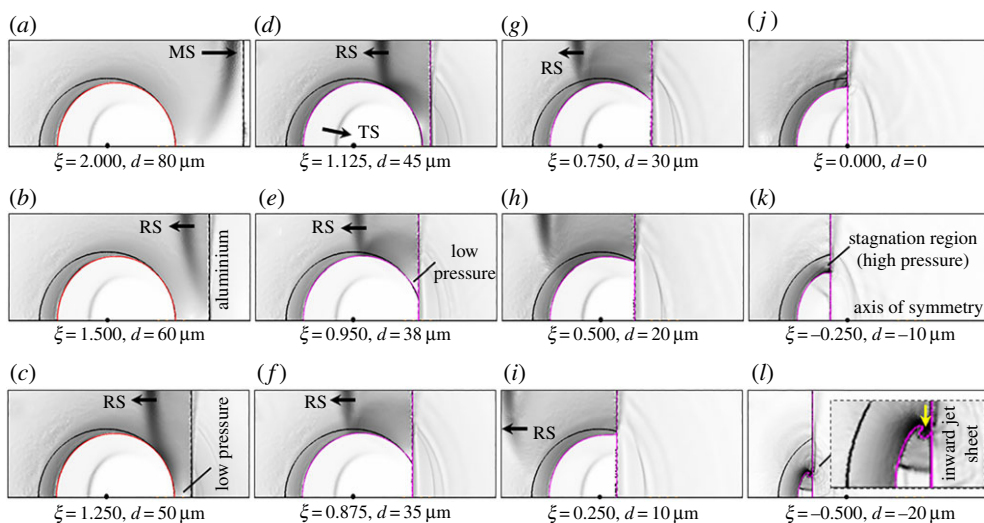 (a)
MS
ξ=2.000, d=80 μm
(b)
RS
aluminium
ξ=1.500, d=60 μm
(c)
RS
low pressure
ξ=1.250, d=50 μm
(d)
RS
TS
ξ=1.125, d=45 μm
(e)
RS
low
pressure
ξ=0.950, d=38 μm
(f)
RS
ξ=0.875, d=35 μm
(g)
RS
ξ=0.750, d=30 μm
(h)
ξ=0.500, d=20 μm
(i)
RS
ξ=0.250, d=10 μm
(j)
ξ=0.000, d=0
(k)
stagnation region
(high pressure)
axis of symmetry
ξ=–0.250, d=–10 μm
(l)
inward jet
sheet
ξ=–0.500, d=–20 μm